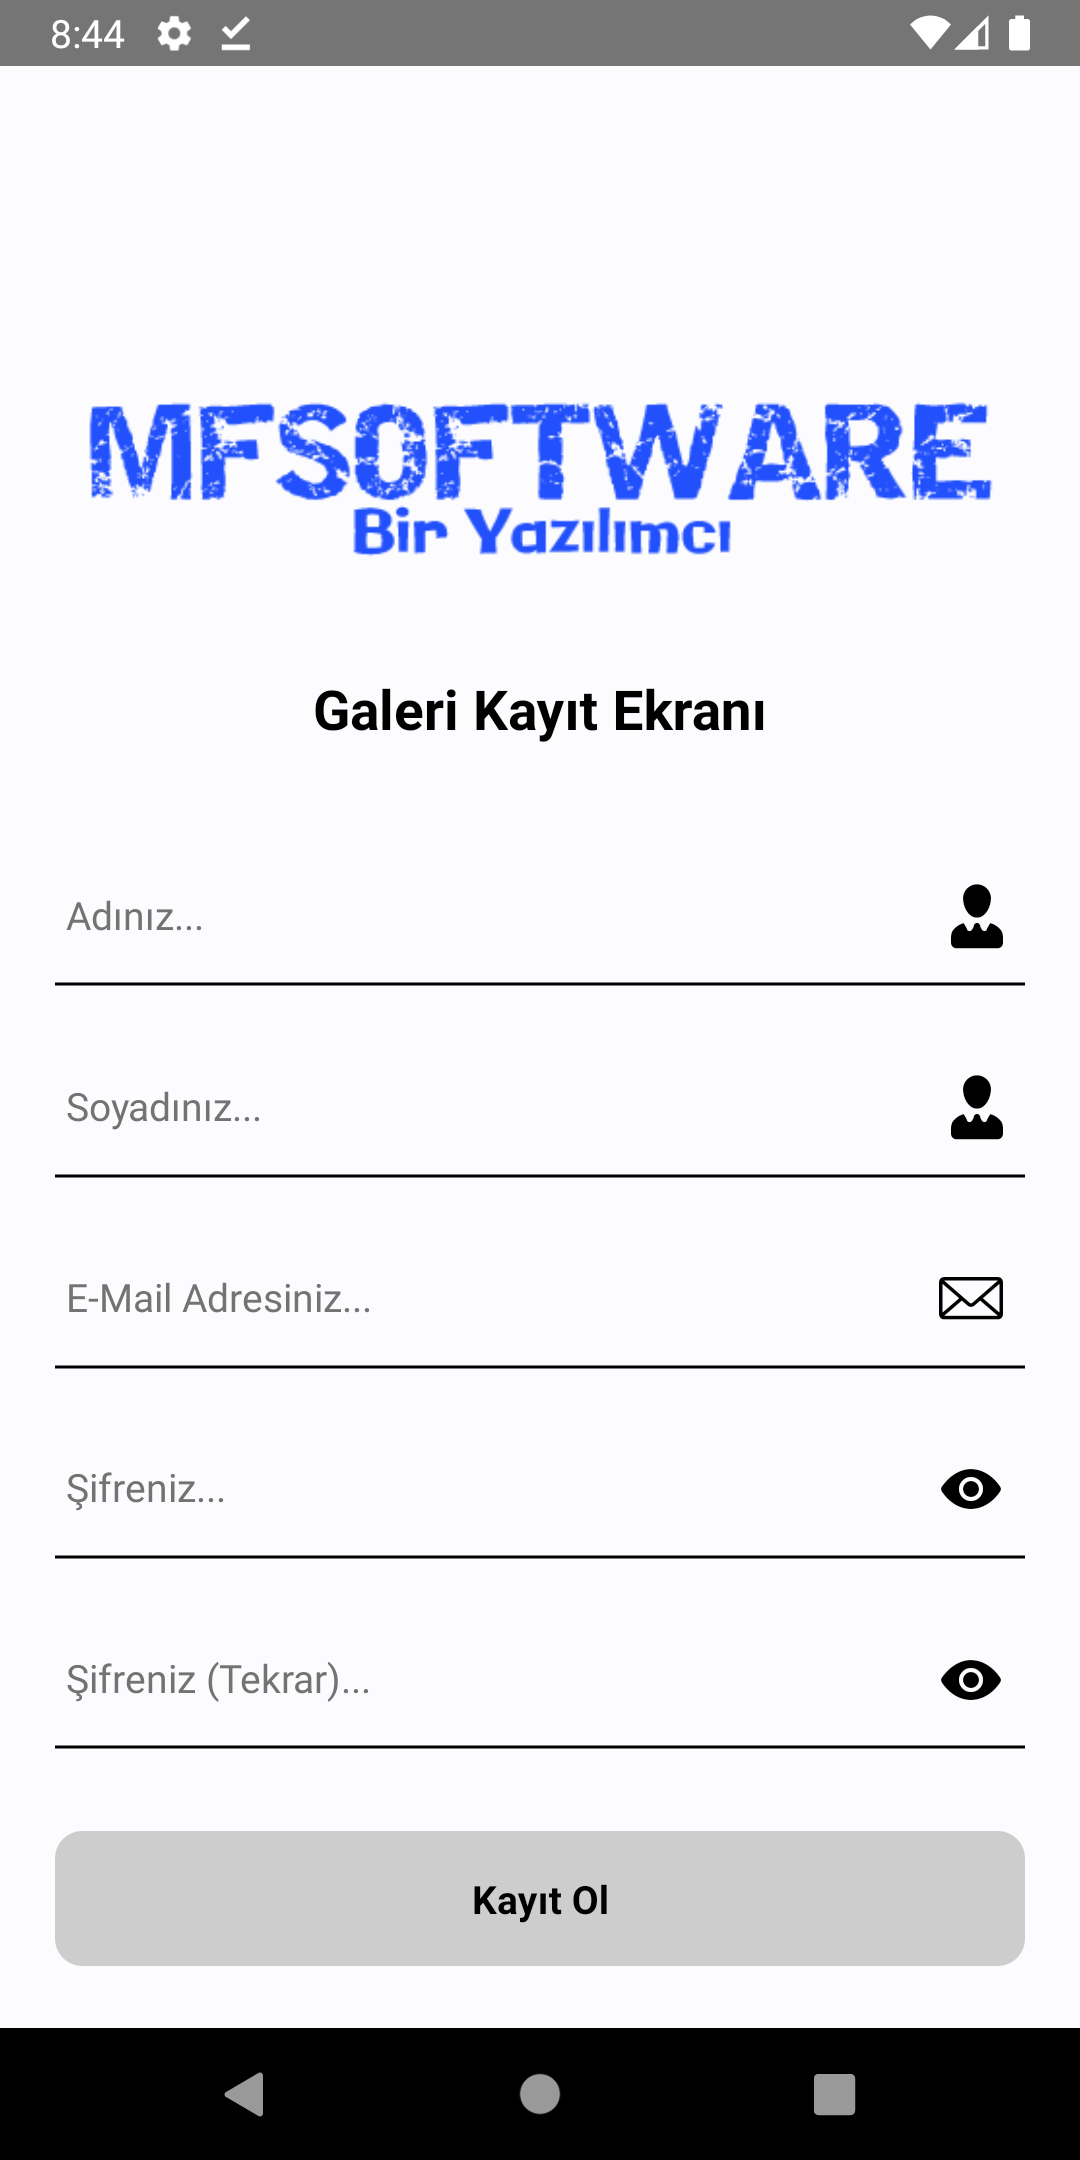 8:44
MFSOFTWARE
Bir Yazılımcı
Galeri Kayıt Ekranı
Adınız...
Soyadınız...
E-Mail Adresiniz...
Şifreniz...
Şifreniz (Tekrar)...
Kayıt Ol